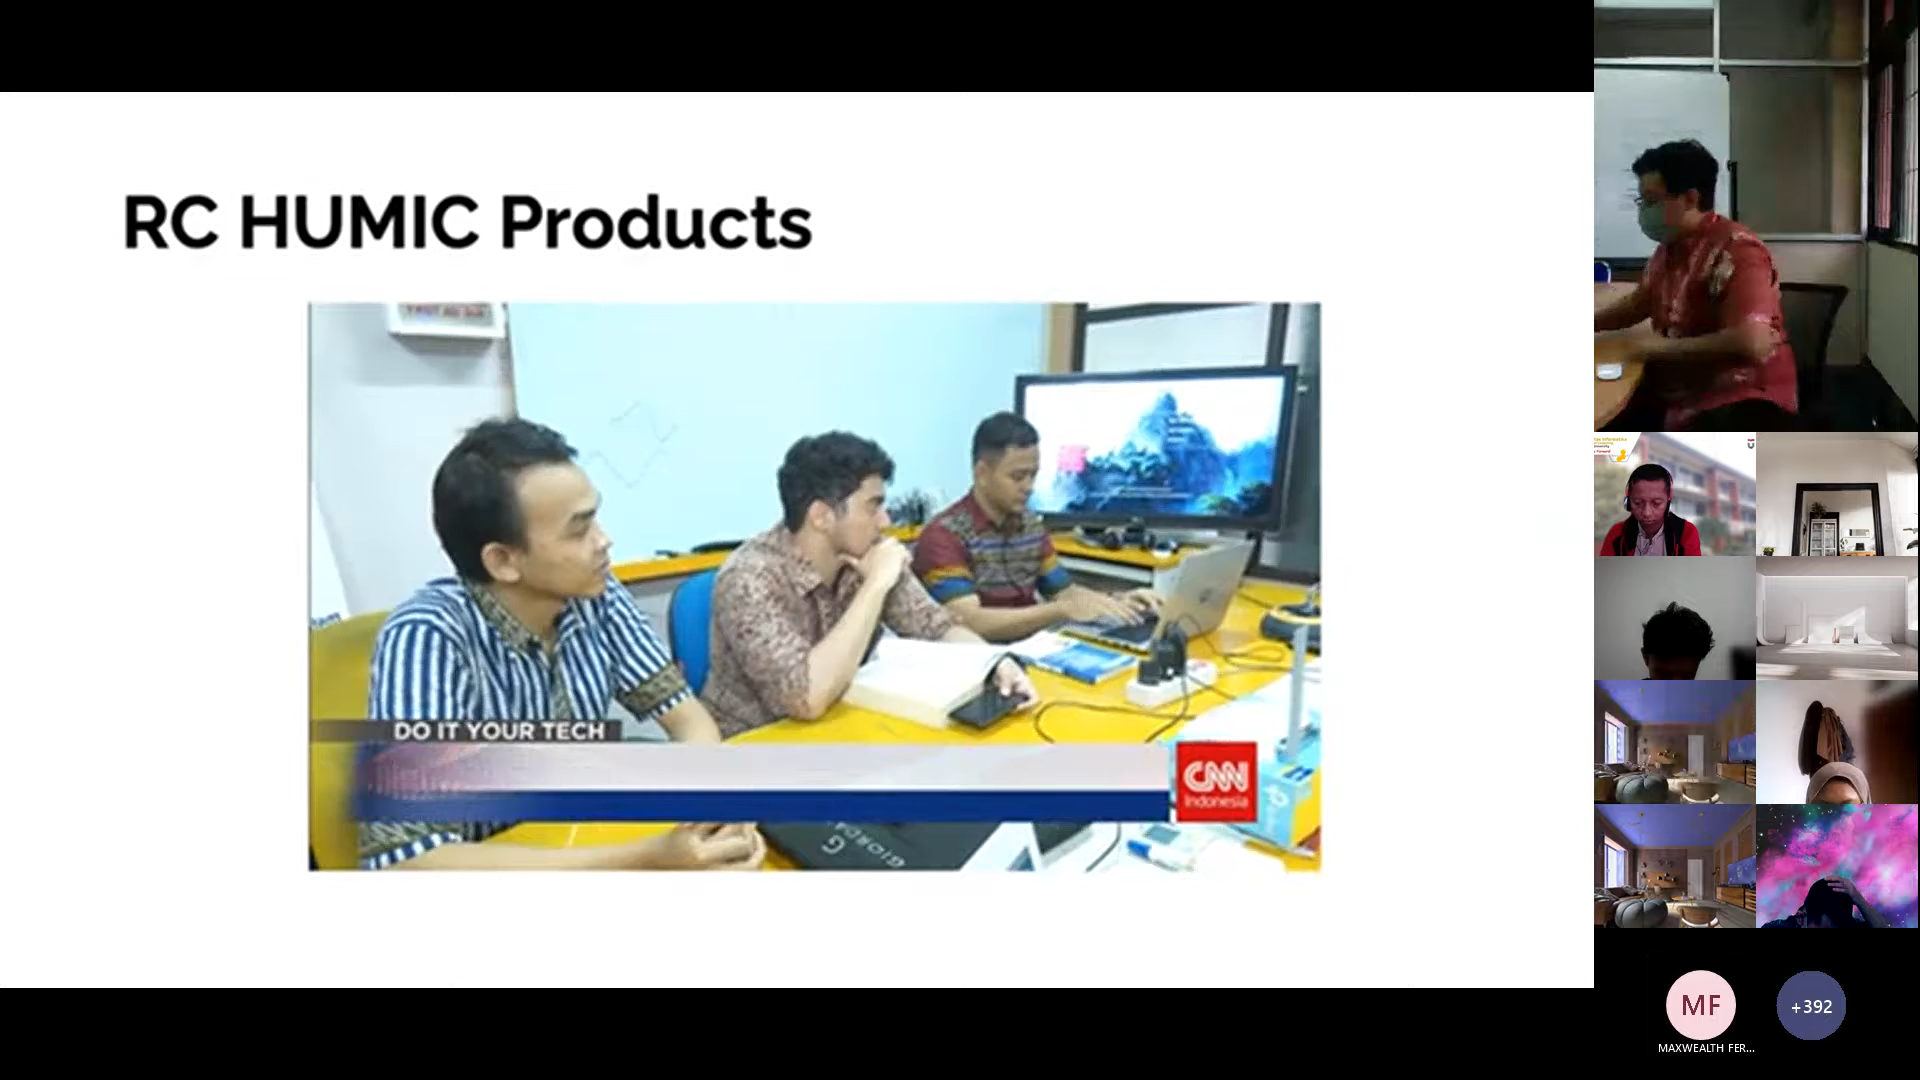 RC HUMIC Products
DO IT YOUR TECH
CNN
Indonesia
MF
+392
MAXWEALTH FER...